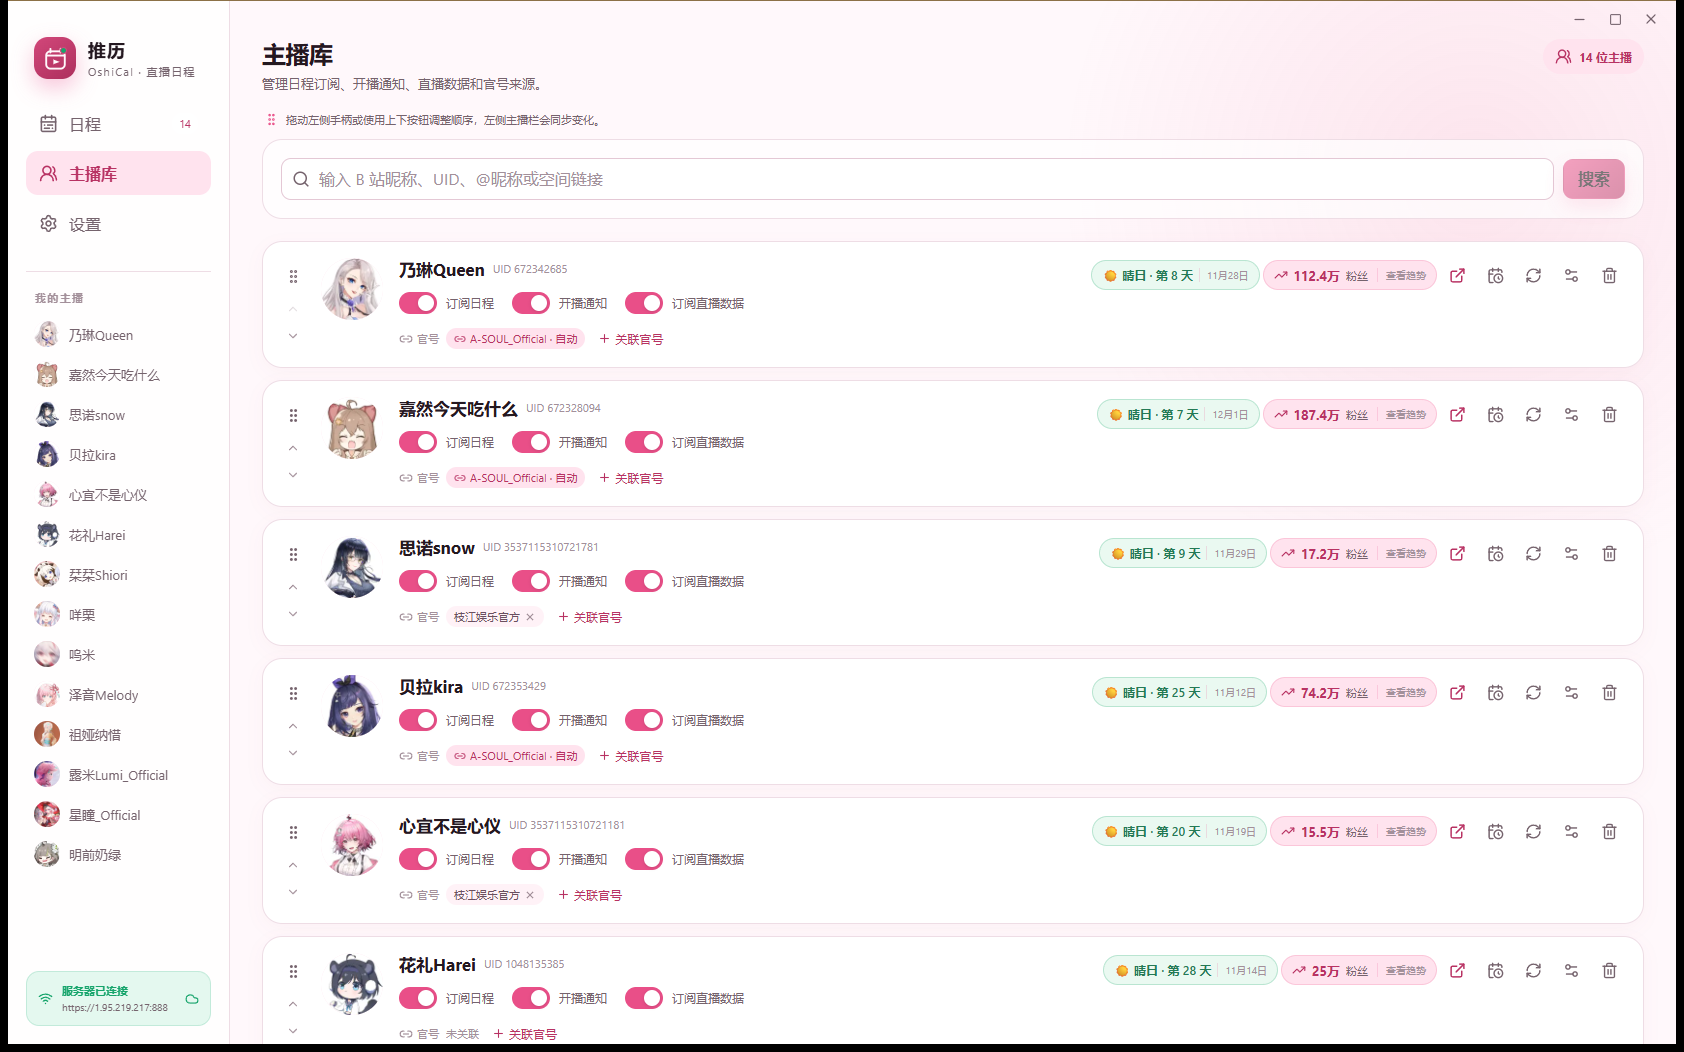 推历
OshiCal · 直播日程
日程
14
主播库
设置
我的主播
乃琳Queen
嘉然今天吃什么
思诺snow
贝拉kira
心宜不是心仪
花礼Harei
栞栞Shiori
咩栗
呜米
泽音Melody
祖娅纳惜
露米Lumi_Official
星瞳_Official
明前奶绿
服务器已连接
https://1.95.219.217:888
主播库
管理日程订阅、开播通知、直播数据和官号来源。
14 位主播
拖动左侧手柄或使用上下按钮调整顺序，左侧主播栏会同步变化。
输入 B 站昵称、UID、@昵称或空间链接
搜索
乃琳Queen UID 672342685
晴日 · 第 8 天 11月28日 112.4万 粉丝 查看趋势
订阅日程 开播通知 订阅直播数据
官号 A-SOUL_Official · 自动 关联官号
嘉然今天吃什么 UID 672328094
晴日 · 第 7 天 12月1日 187.4万 粉丝 查看趋势
订阅日程 开播通知 订阅直播数据
官号 A-SOUL_Official · 自动 关联官号
思诺snow UID 3537115310721781
晴日 · 第 9 天 11月29日 17.2万 粉丝 查看趋势
订阅日程 开播通知 订阅直播数据
官号 枝江娱乐官方 × + 关联官号
贝拉kira UID 672353429
晴日 · 第 25 天 11月12日 74.2万 粉丝 查看趋势
订阅日程 开播通知 订阅直播数据
官号 A-SOUL_Official · 自动 + 关联官号
心宜不是心仪 UID 3537115310721181
晴日 · 第 20 天 11月19日 15.5万 粉丝 查看趋势
订阅日程 开播通知 订阅直播数据
官号 枝江娱乐官方 × + 关联官号
花礼Harei UID 1048135385
晴日 · 第 28 天 11月14日 25万 粉丝 查看趋势
订阅日程 开播通知 订阅直播数据
官号 未关联 + 关联官号